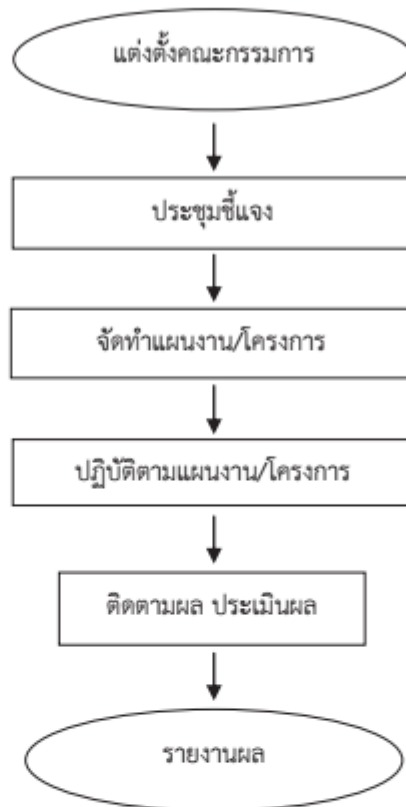 แต่งตั้งคณะกรรมการ
ประชุมชี้แจง
จัดทำแผนงาน/โครงการ
ปฏิบัติตามแผนงาน/โครงการ
ติดตามผล ประเมินผล
รายงานผล